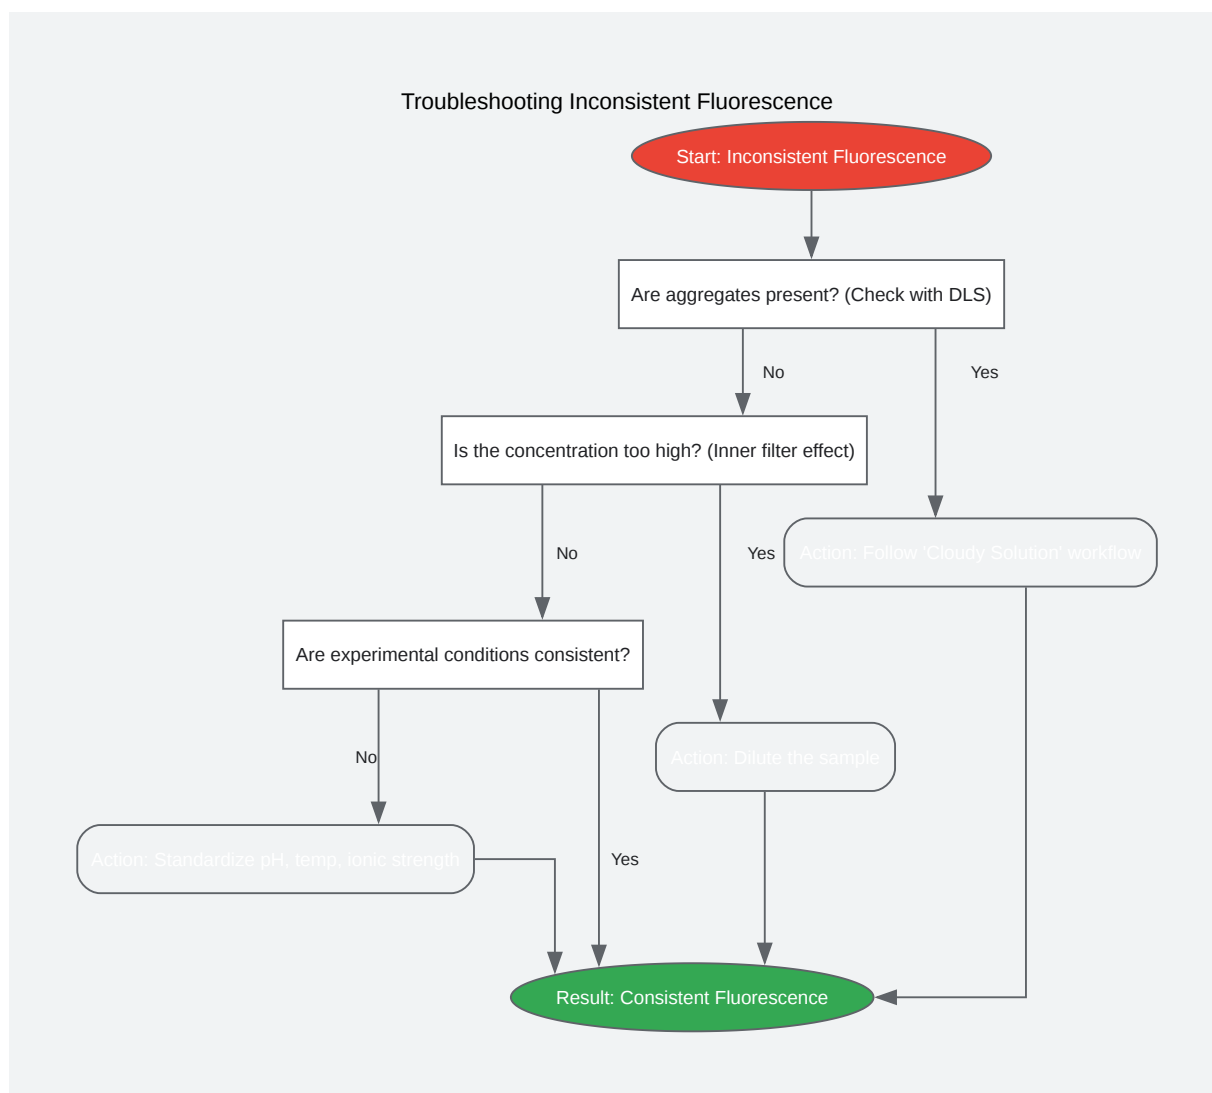 Troubleshooting Inconsistent Fluorescence
Start: Inconsistent Fluorescence
Are aggregates present? (Check with DLS)
No
Yes
Is the concentration too high? (Inner filter effect)
No
Yes
Action: Follow 'Cloudy Solution' workflow
Are experimental conditions consistent?
No
Action: Dilute the sample
Action: Standardize pH, temp, ionic strength
Yes
Result: Consistent Fluorescence